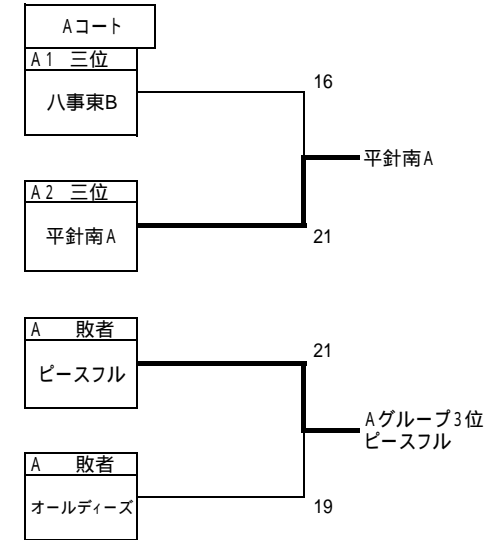 Aコート
A1 三位
八事東B
16
平針南A
A2 三位
平針南A
21
A 敗者
ピースフル
21
Aグループ3位
ピースフル
A 敗者
オールディーズ
19